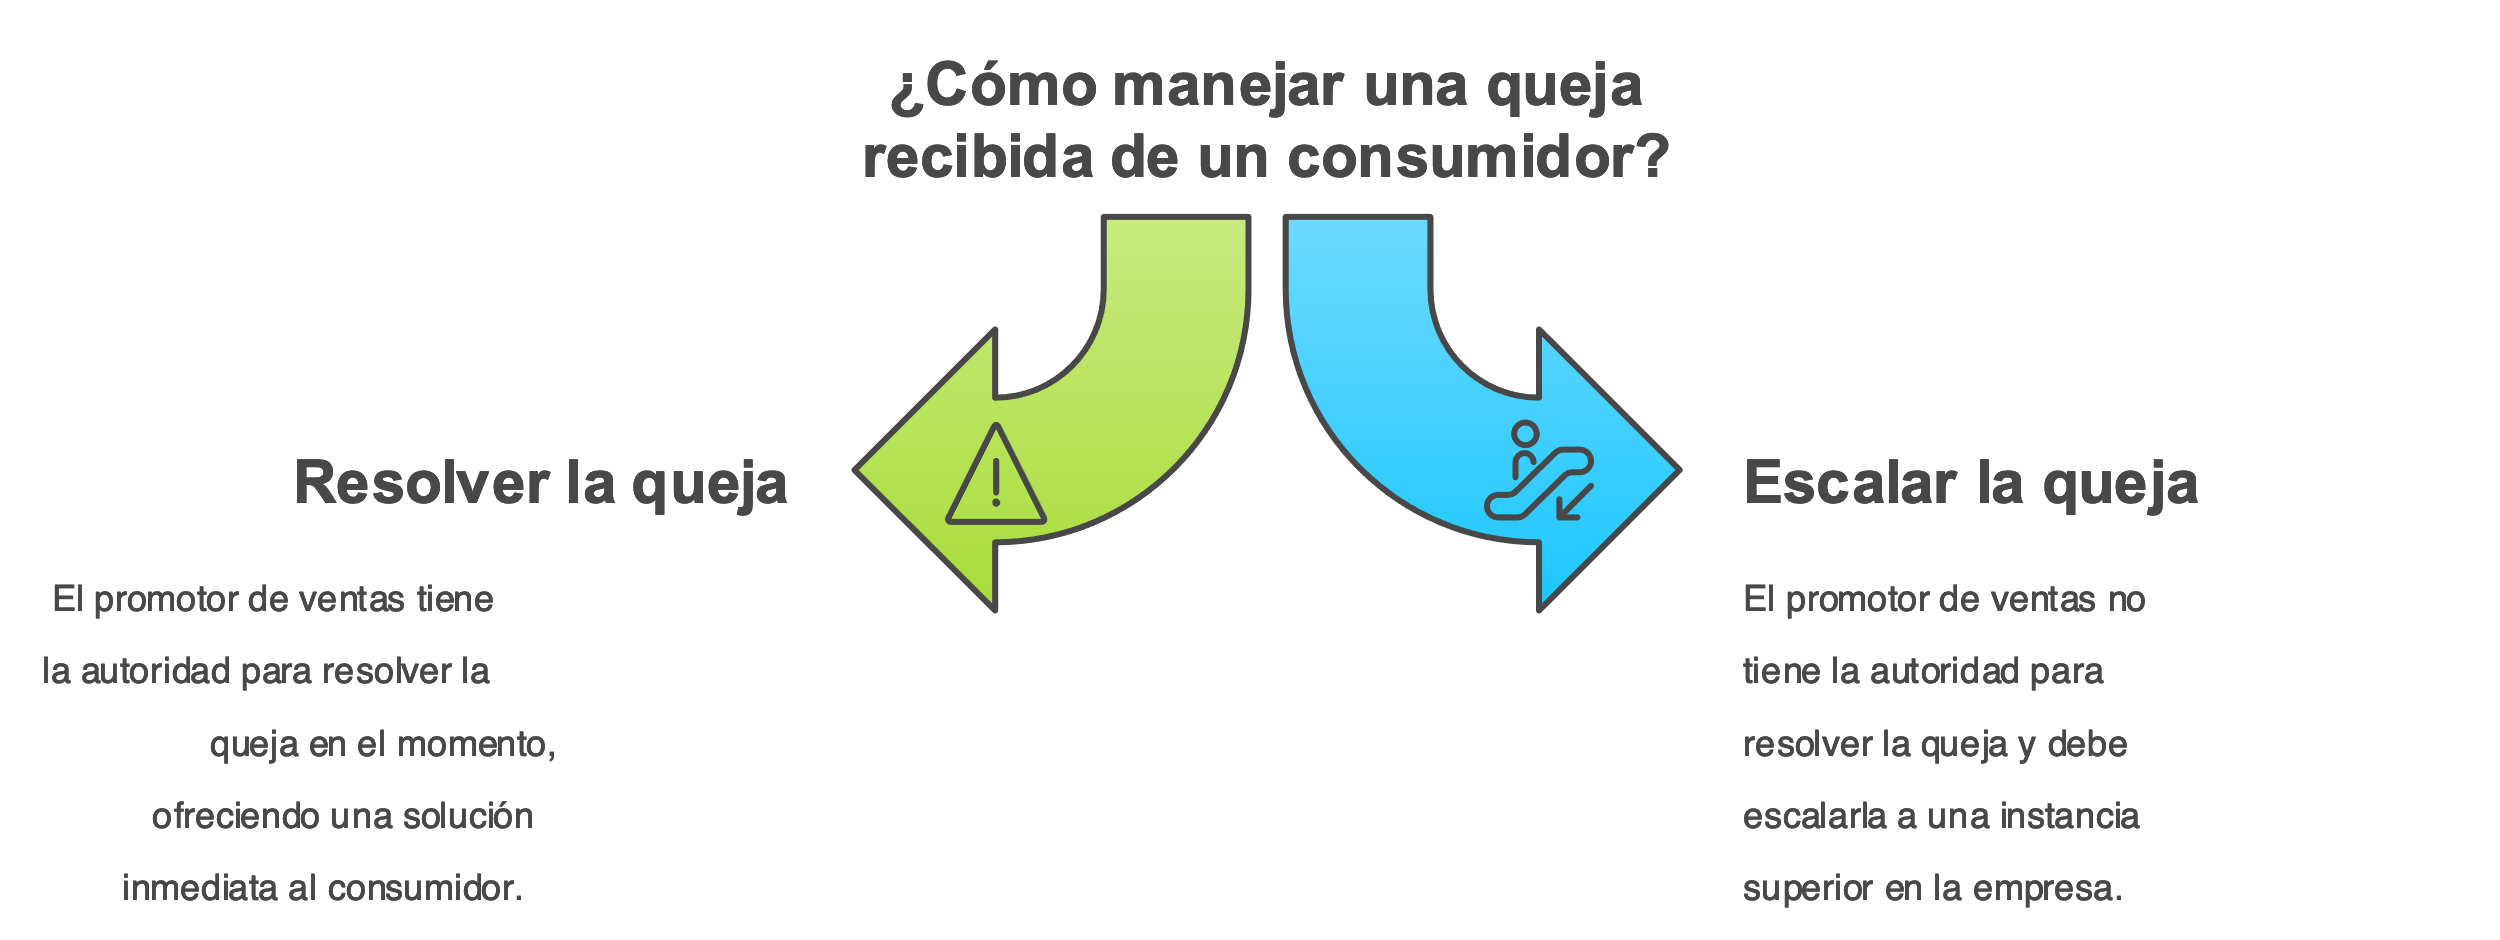 ¿Cómo manejar una queja
recibida de un consumidor?
Resolver la queja
El promotor de ventas tiene
la autoridad para resolver la
queja en el momento,
ofreciendo una solución
inmediata al consumidor.
Escalar la queja
El promotor de ventas no
tiene la autoridad para
resolver la queja y debe
escalarla a una instancia
superior en la empresa.